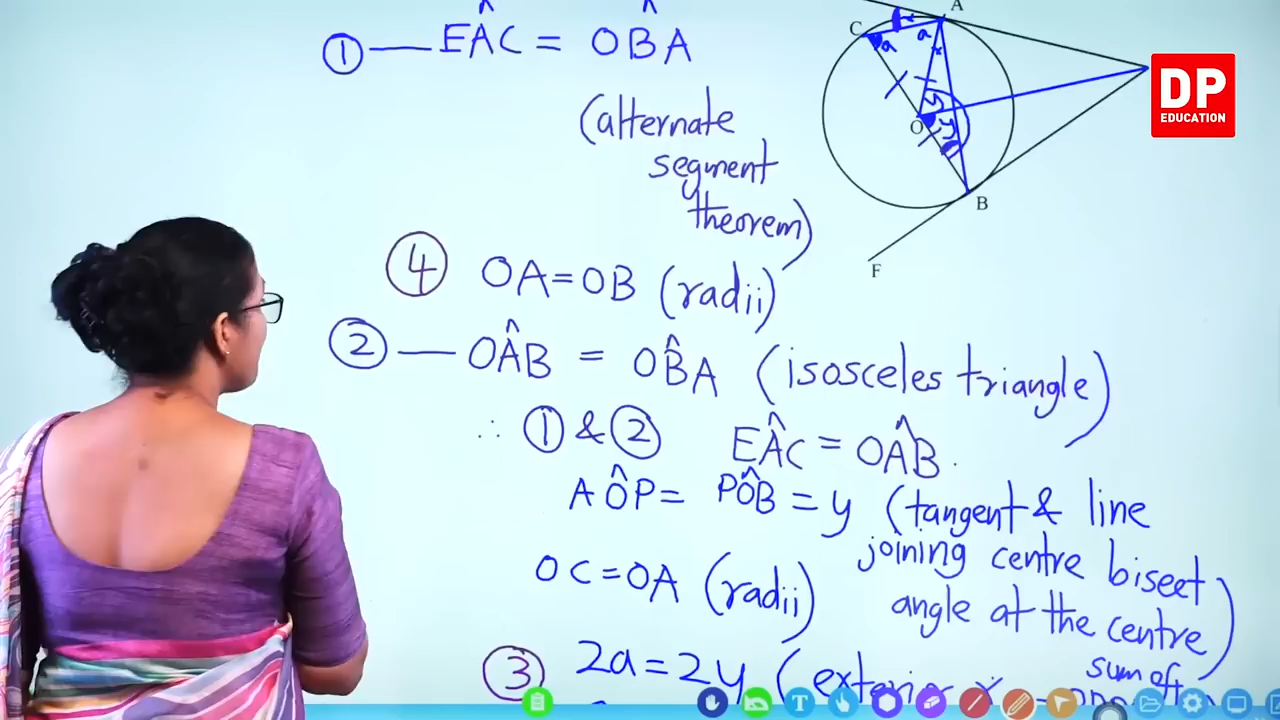 ① — EÂC = OB̂A
(alternate
segment
theorem)
④ OA=OB (radii)
② — OÂB = OB̂A (isosceles triangle)
∴ ① & ② EÂC = OÂB.
AÔP = PÔB = y (tangent & line
joining centre bisect
angle at the centre)
OC=OA (radii)
③ 2a=2y (exterior
sum of
A
C
a
a
x
O
B
F
DP
EDUCATION